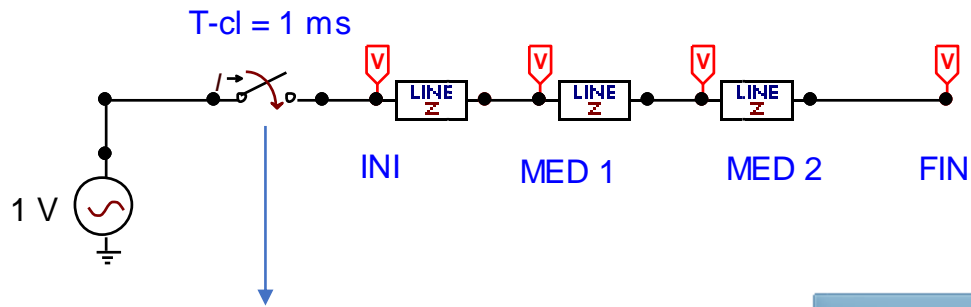 T-cl = 1 ms
I
V
V
V
V
LINE
Z
LINE
Z
LINE
Z
INI
MED 1
MED 2
FIN
1 V